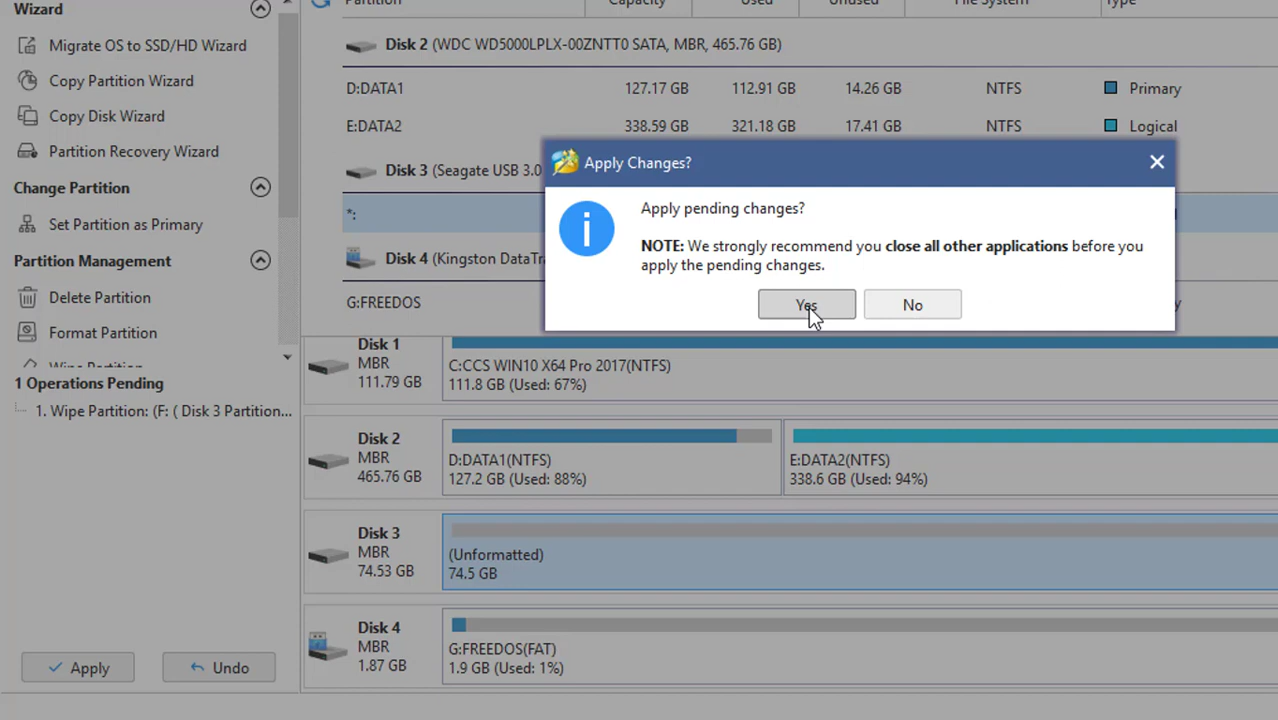 Wizard
Migrate OS to SSD/HD Wizard
Copy Partition Wizard
Copy Disk Wizard
Partition Recovery Wizard
Change Partition
Set Partition as Primary
Partition Management
Delete Partition
Format Partition
Wipe Partition
1 Operations Pending
1. Wipe Partition: (F: ( Disk 3 Partition...
Apply
Undo
Partition Capacity Used Unused File System Type
Disk 2 (WDC WD5000LPLX-00ZNTT0 SATA, MBR, 465.76 GB)
D:DATA1 127.17 GB 112.91 GB 14.26 GB NTFS Primary
E:DATA2 338.59 GB 321.18 GB 17.41 GB NTFS Logical
Disk 3 (Seagate USB 3.0
*:
Disk 4 (Kingston DataTra
G:FREEDOS
Apply Changes?
Apply pending changes?
NOTE: We strongly recommend you close all other applications before you
apply the pending changes.
Yes No
Disk 1
MBR
111.79 GB
C:CCS WIN10 X64 Pro 2017(NTFS)
111.8 GB (Used: 67%)
Disk 2
MBR
465.76 GB
D:DATA1(NTFS)
127.2 GB (Used: 88%)
E:DATA2(NTFS)
338.6 GB (Used: 94%)
Disk 3
MBR
74.53 GB
(Unformatted)
74.5 GB
Disk 4
MBR
1.87 GB
G:FREEDOS(FAT)
1.9 GB (Used: 1%)